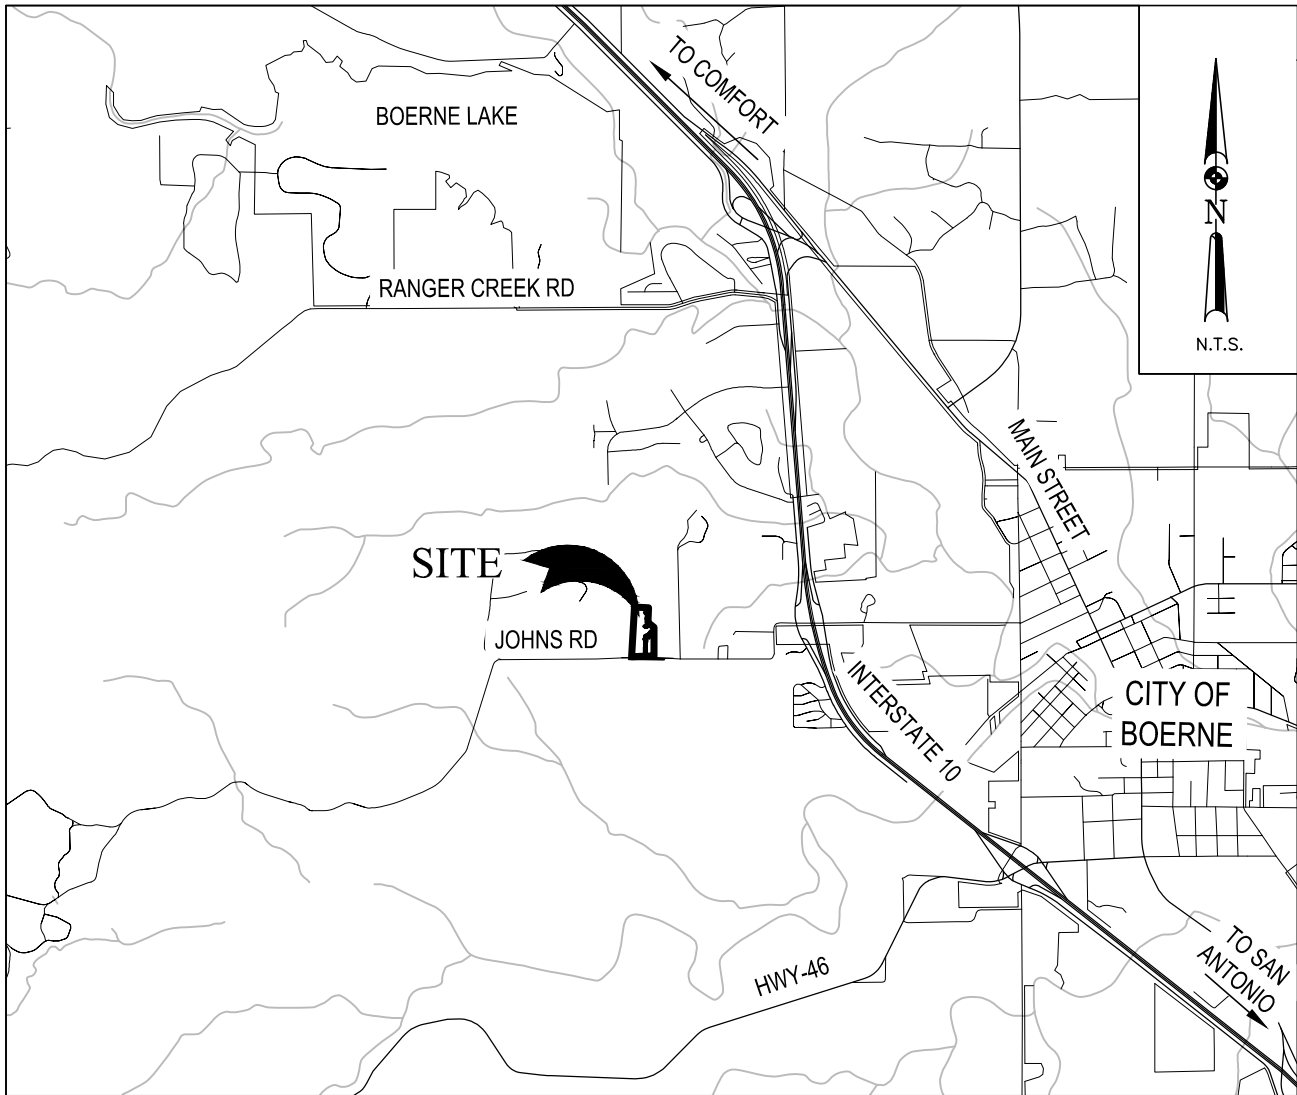 TO COMFORT
BOERNE LAKE
N
RANGER CREEK RD
N.T.S.
MAIN STREET
SITE
JOHNS RD
INTERSTATE 10
CITY OF
BOERNE
HWY-46
TO SAN
ANTONIO